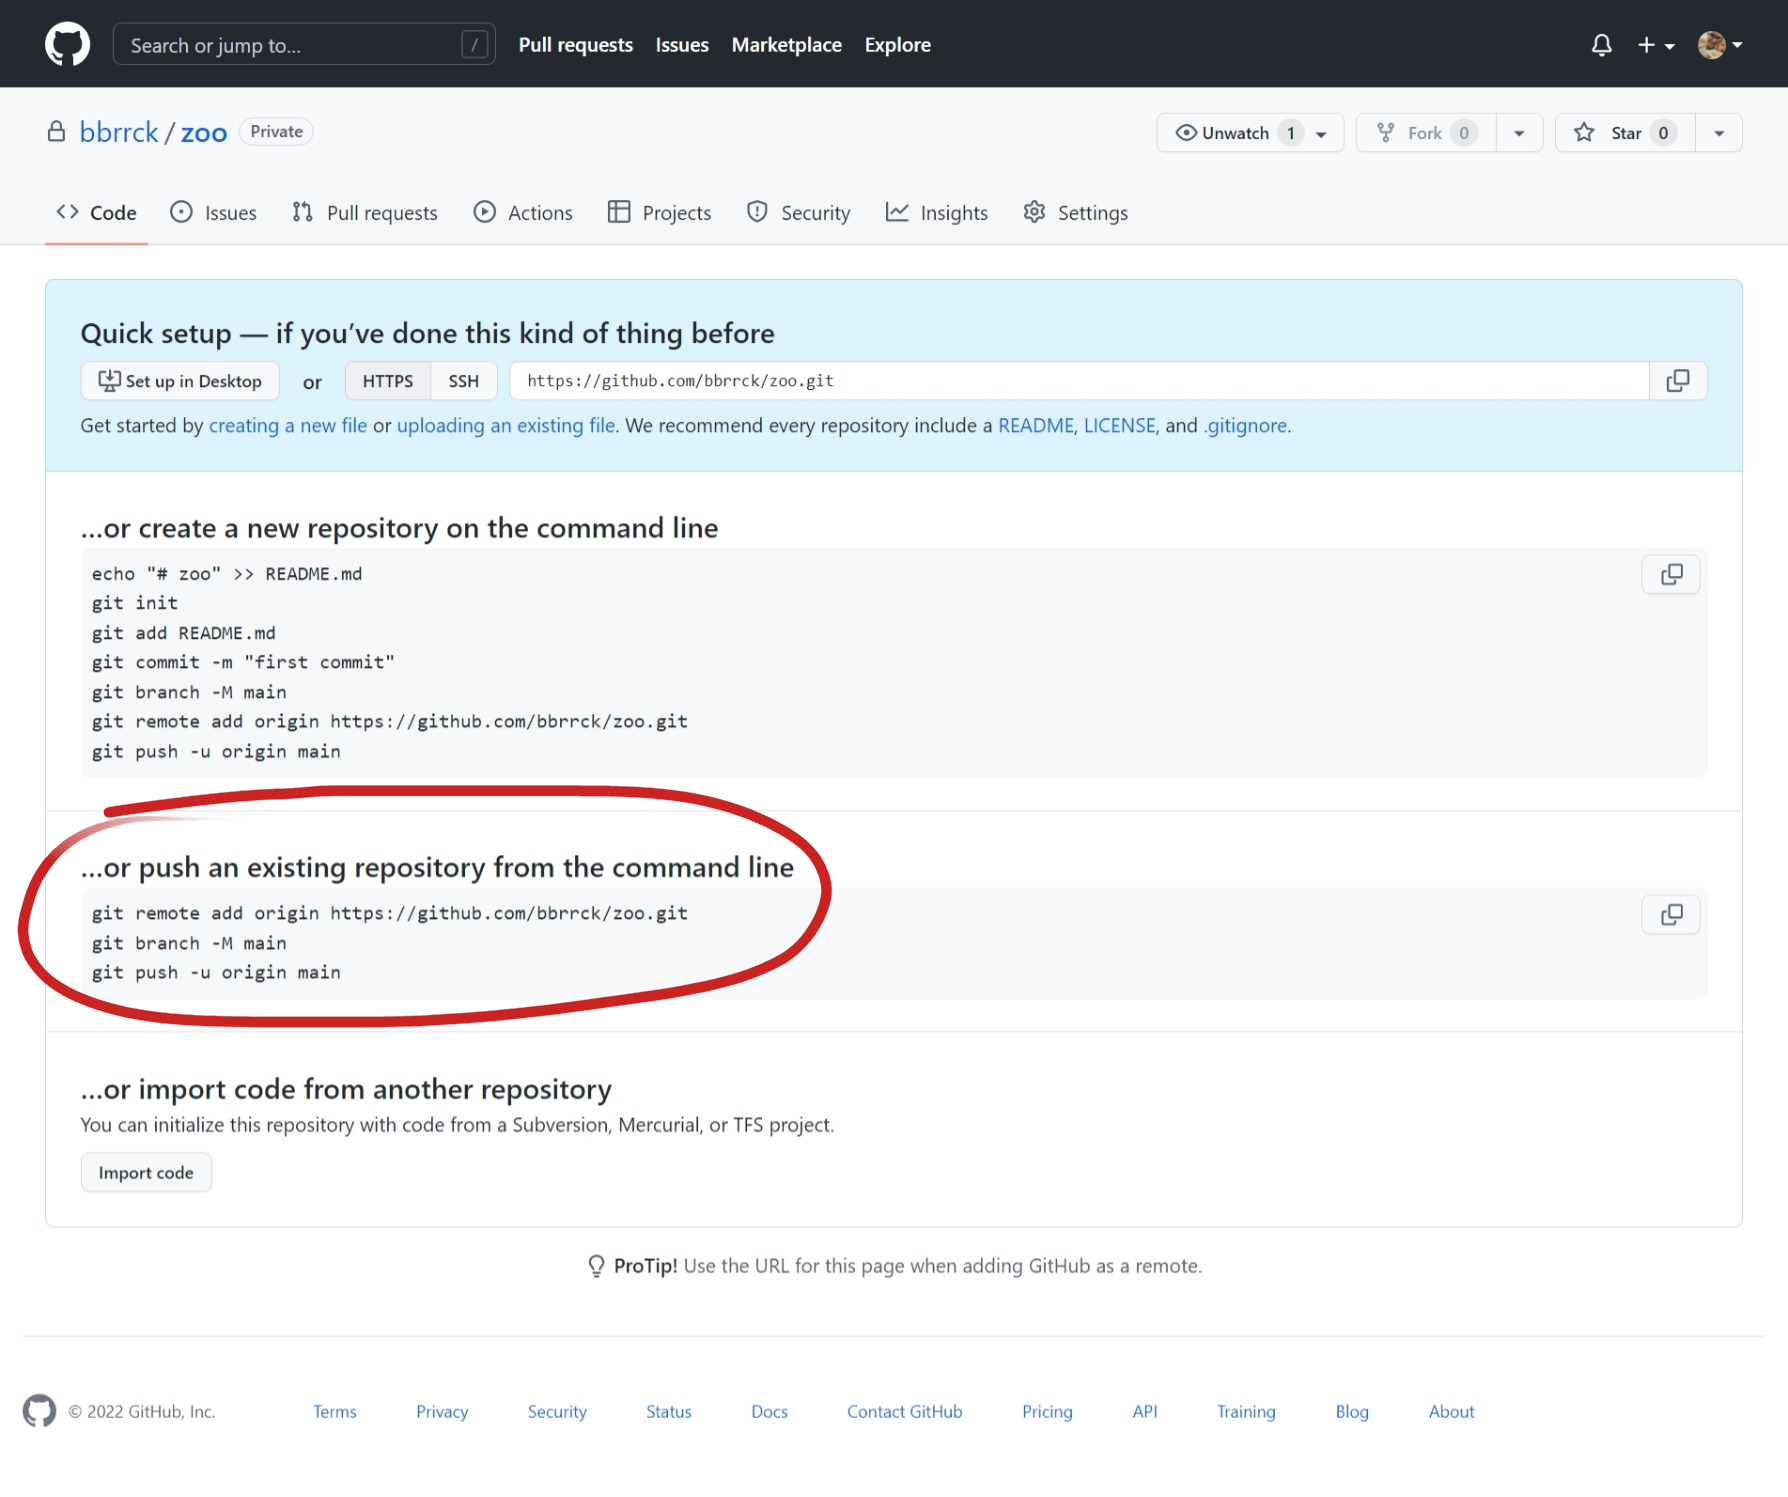 Search or jump to... /
Pull requests Issues Marketplace Explore
bbrrck / zoo Private
Unwatch 1 Fork 0 Star 0
Code Issues Pull requests Actions Projects Security Insights Settings
Quick setup — if you’ve done this kind of thing before
Set up in Desktop or HTTPS SSH https://github.com/bbrrck/zoo.git
Get started by creating a new file or uploading an existing file. We recommend every repository include a README, LICENSE, and .gitignore.
...or create a new repository on the command line
echo "# zoo" >> README.md
git init
git add README.md
git commit -m "first commit"
git branch -M main
git remote add origin https://github.com/bbrrck/zoo.git
git push -u origin main
...or push an existing repository from the command line
git remote add origin https://github.com/bbrrck/zoo.git
git branch -M main
git push -u origin main
...or import code from another repository
You can initialize this repository with code from a Subversion, Mercurial, or TFS project.
Import code
ProTip! Use the URL for this page when adding GitHub as a remote.
© 2022 GitHub, Inc. Terms Privacy Security Status Docs Contact GitHub Pricing API Training Blog About